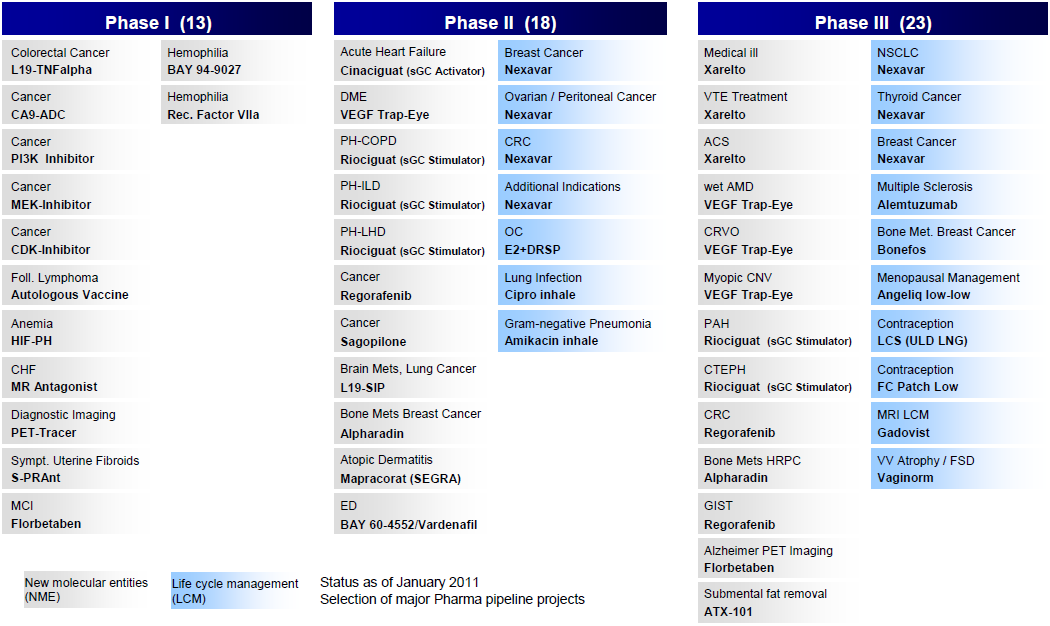 Phase I (13)
Colorectal Cancer
L19-TNFalpha
Cancer
CA9-ADC
Cancer
PI3K Inhibitor
Cancer
MEK-Inhibitor
Cancer
CDK-Inhibitor
Foll. Lymphoma
Autologous Vaccine
Anemia
HIF-PH
CHF
MR Antagonist
Diagnostic Imaging
PET-Tracer
Sympt. Uterine Fibroids
S-PRAnt
MCI
Florbetaben
Hemophilia
BAY 94-9027
Hemophilia
Rec. Factor VIIa
Phase II (18)
Acute Heart Failure
Cinaciguat (sGC Activator)
DME
VEGF Trap-Eye
PH-COPD
Riociguat (sGC Stimulator)
PH-ILD
Riociguat (sGC Stimulator)
PH-LHD
Riociguat (sGC Stimulator)
Cancer
Regorafenib
Cancer
Sagopilone
Brain Mets, Lung Cancer
L19-SIP
Bone Mets Breast Cancer
Alpharadin
Atopic Dermatitis
Mapracorat (SEGRA)
ED
BAY 60-4552/Vardenafil
Breast Cancer
Nexavar
Ovarian / Peritoneal Cancer
Nexavar
CRC
Nexavar
Additional Indications
Nexavar
OC
E2+DRSP
Lung Infection
Cipro inhale
Gram-negative Pneumonia
Amikacin inhale
Phase III (23)
Medical ill
Xarelto
VTE Treatment
Xarelto
ACS
Xarelto
wet AMD
VEGF Trap-Eye
CRVO
VEGF Trap-Eye
Myopic CNV
VEGF Trap-Eye
PAH
Riociguat (sGC Stimulator)
CTEPH
Riociguat (sGC Stimulator)
CRC
Regorafenib
Bone Mets HRPC
Alpharadin
GIST
Regorafenib
Alzheimer PET Imaging
Florbetaben
Submental fat removal
ATX-101
NSCLC
Nexavar
Thyroid Cancer
Nexavar
Breast Cancer
Nexavar
Multiple Sclerosis
Alemtuzumab
Bone Met. Breast Cancer
Bonefos
Menopausal Management
Angeliq low-low
Contraception
LCS (ULD LNG)
Contraception
FC Patch Low
MRI LCM
Gadovist
VV Atrophy / FSD
Vaginorm
New molecular entities
(NME)
Life cycle management
(LCM)
Status as of January 2011
Selection of major Pharma pipeline projects